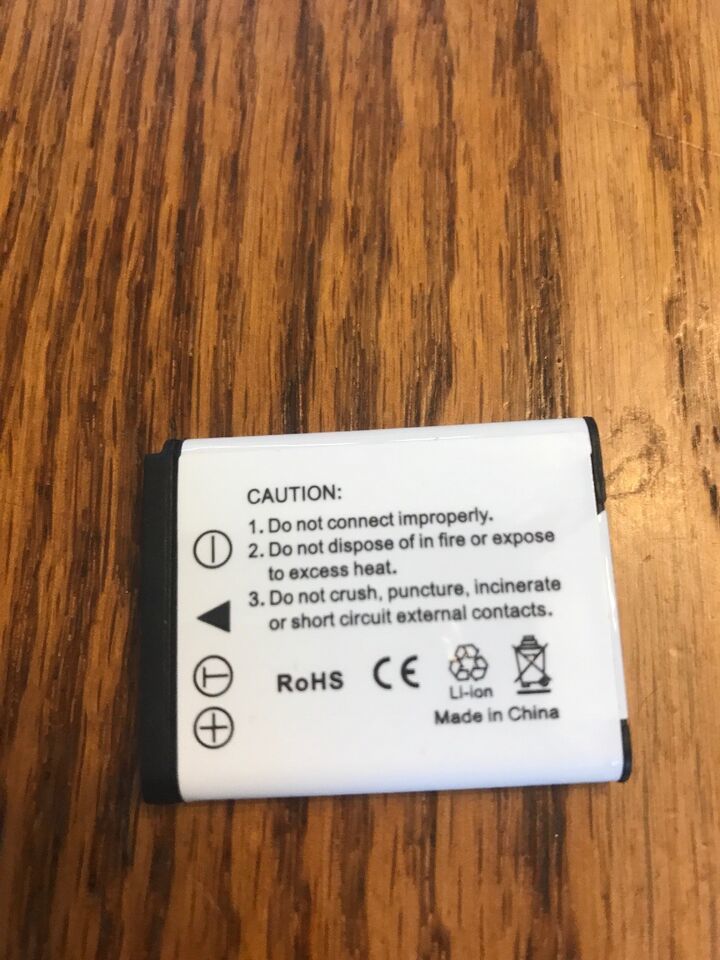 CAUTION:
1. Do not connect improperly.
2. Do not dispose of in fire or expose
to excess heat.
3. Do not crush, puncture, incinerate
or short circuit external contacts.
T
RoHS CE
Li-ion
Made in China